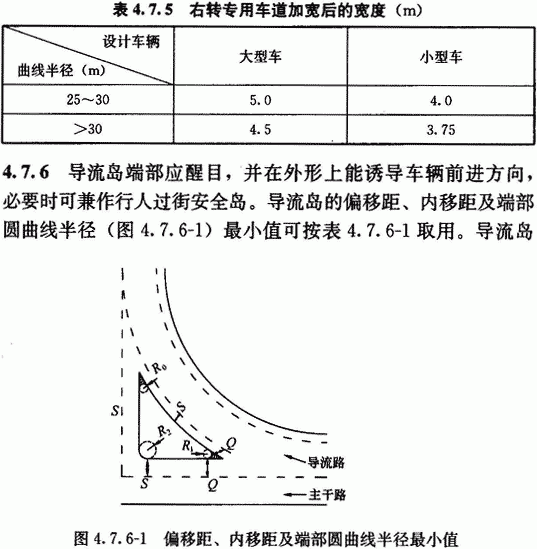 表 4.7.5 右转专用车道加宽后的宽度（m）
设计车辆
曲线半径（m）
大型车
小型车
25～30
5.0
4.0
＞30
4.5
3.75
4.7.6 导流岛端部应醒目，并在外形上能诱导车辆前进方向，
必要时可兼作行人过街安全岛。导流岛的偏移距、内移距及端部
圆曲线半径（图 4.7.6-1）最小值可按表 4.7.6-1 取用。导流岛
R₀
S
S
R₂
R₁
Q
导流路
S
Q
主干路
图 4.7.6-1 偏移距、内移距及端部圆曲线半径最小值